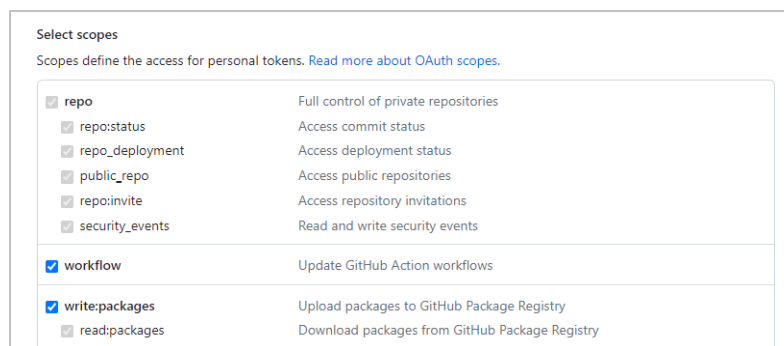 Select scopes
Scopes define the access for personal tokens. Read more about OAuth scopes.
repo Full control of private repositories
repo:status Access commit status
repo_deployment Access deployment status
public_repo Access public repositories
repo:invite Access repository invitations
security_events Read and write security events
workflow Update GitHub Action workflows
write:packages Upload packages to GitHub Package Registry
read:packages Download packages from GitHub Package Registry